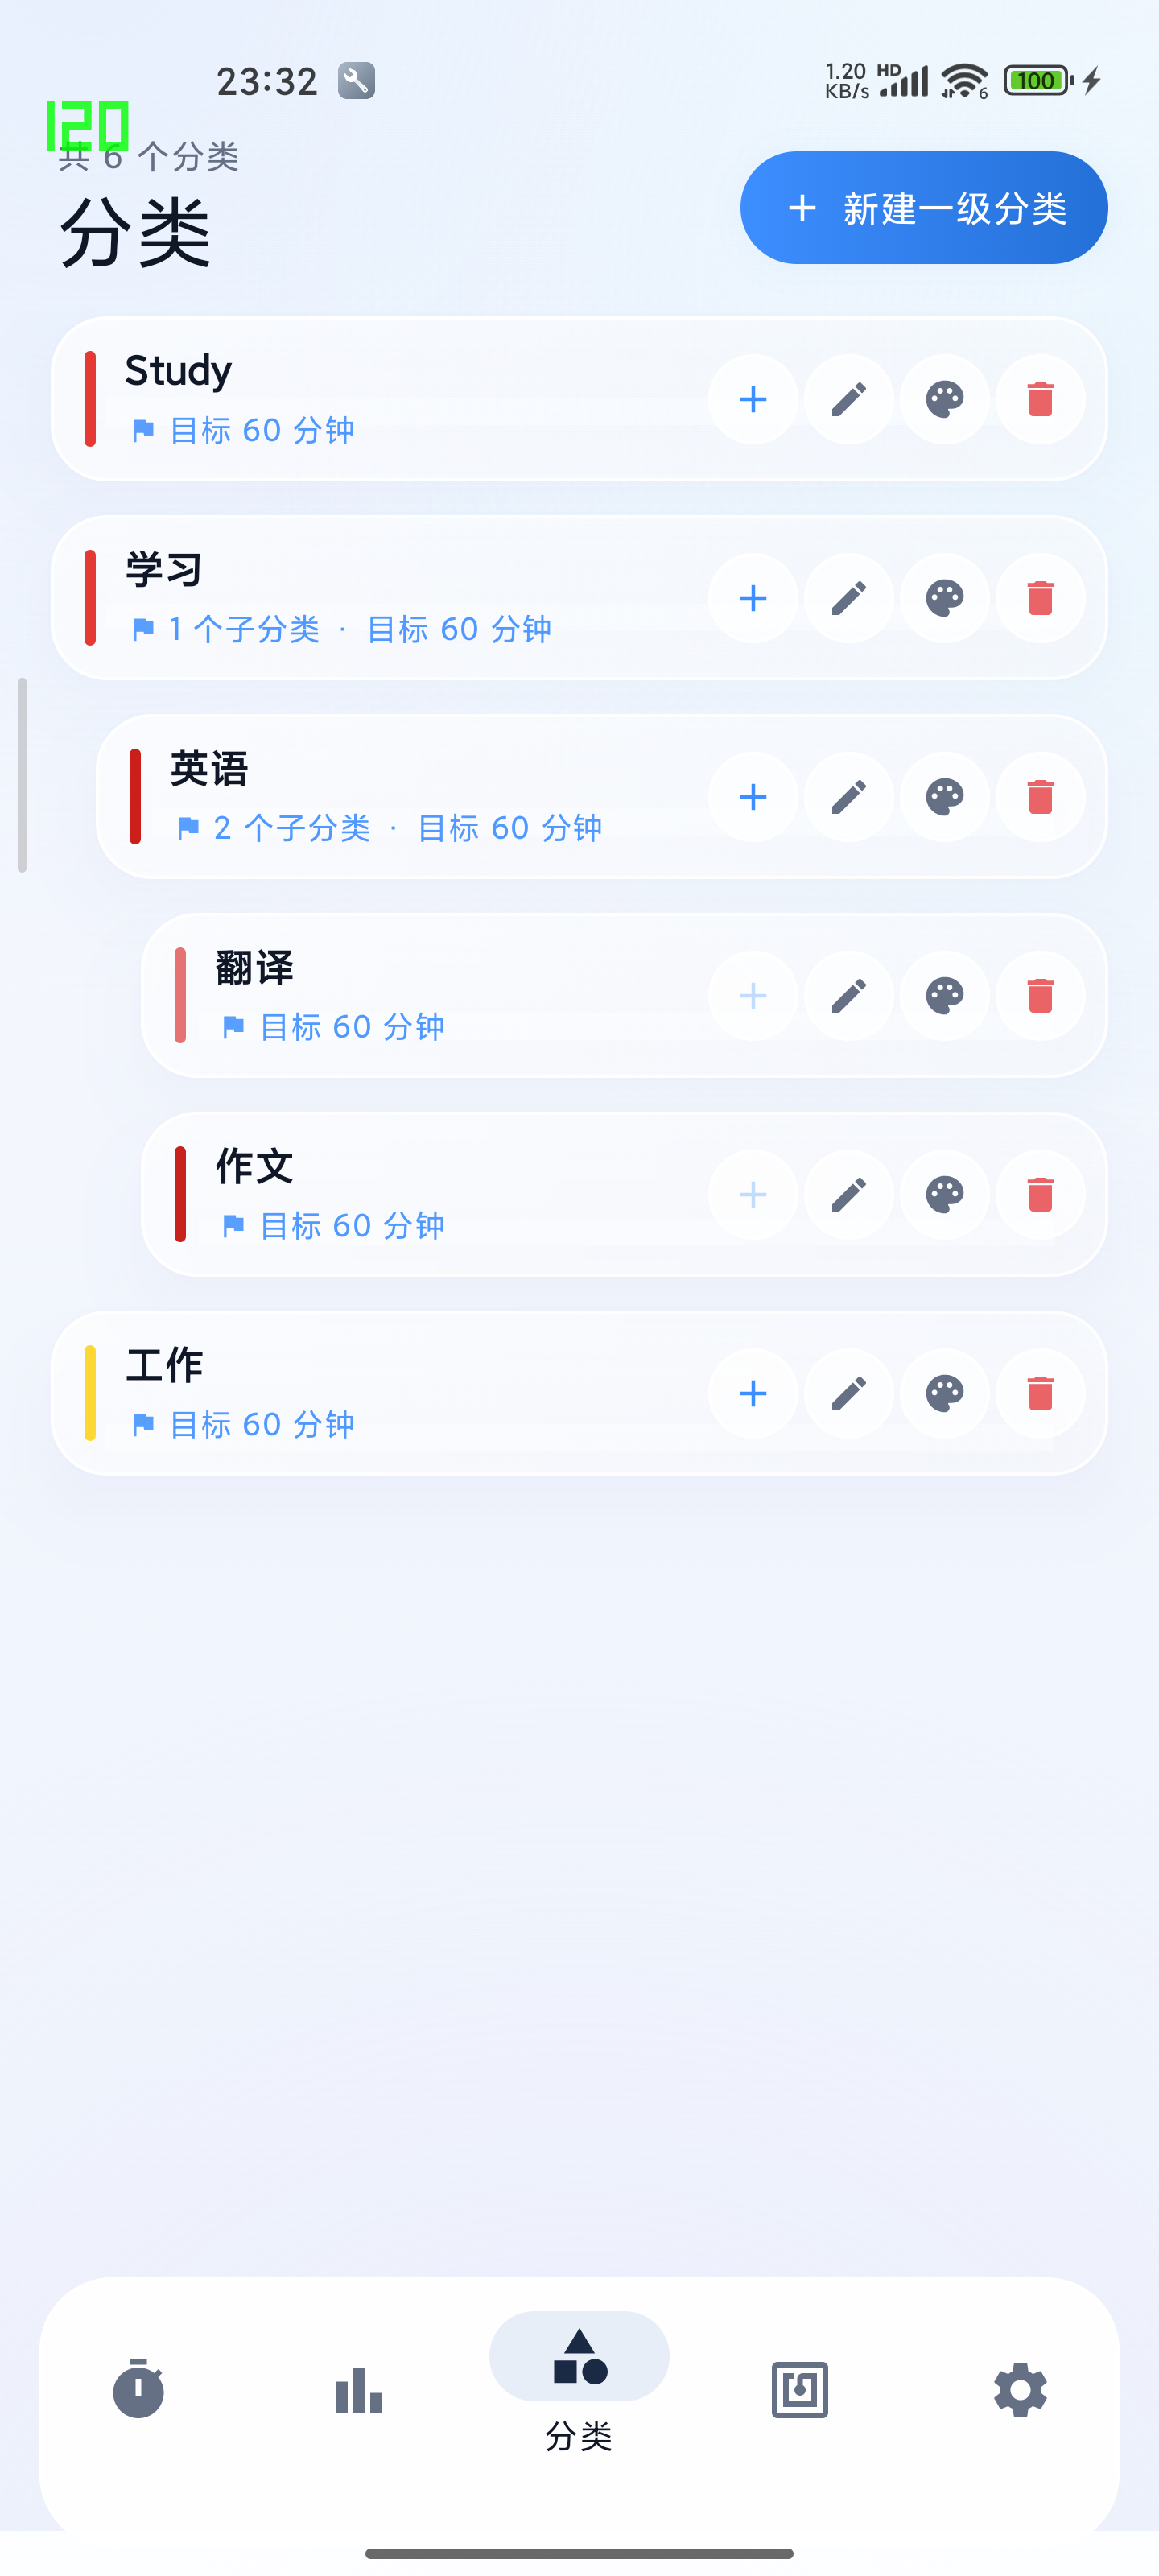 23:32
1.20
KB/s
HD
6
100
120
共 6 个分类
分类
+ 新建一级分类
Study
目标 60 分钟
学习
1 个子分类 · 目标 60 分钟
英语
2 个子分类 · 目标 60 分钟
翻译
目标 60 分钟
作文
目标 60 分钟
工作
目标 60 分钟
分类